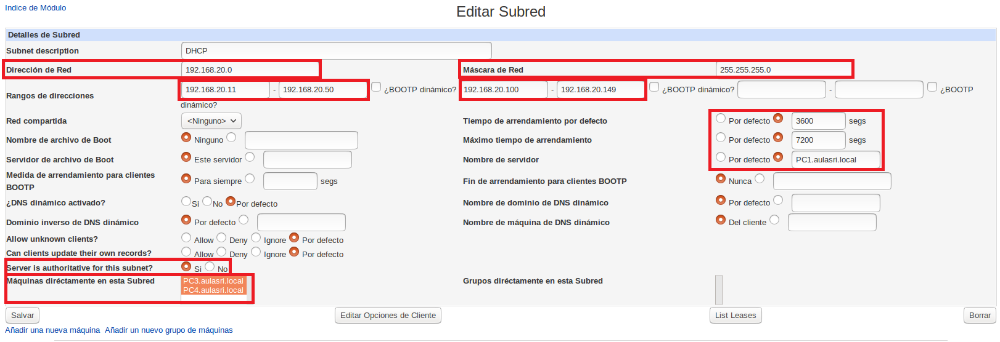 Indice de Módulo
Editar Subred
Detalles de Subred
Subnet description DHCP
Dirección de Red 192.168.20.0 Máscara de Red 255.255.255.0
Rangos de direcciones 192.168.20.11 - 192.168.20.50 ¿BOOTP dinámico? 192.168.20.100 - 192.168.20.149 ¿BOOTP dinámico? - ¿BOOTP
dinámico?
Red compartida <Ninguno> Tiempo de arrendamiento por defecto Por defecto 3600 segs
Nombre de archivo de Boot Ninguno Máximo tiempo de arrendamiento Por defecto 7200 segs
Servidor de archivo de Boot Este servidor Nombre de servidor Por defecto PC1.aulasri.local
Medida de arrendamiento para clientes
BOOTP Para siempre segs Fin de arrendamiento para clientes BOOTP Nunca
¿DNS dinámico activado? Si No Por defecto Nombre de dominio de DNS dinámico Por defecto
Dominio inverso de DNS dinámico Por defecto Nombre de máquina de DNS dinámico Del cliente
Allow unknown clients? Allow Deny Ignore Por defecto
Can clients update their own records? Allow Deny Ignore Por defecto
Server is authoritative for this subnet? Si No
Máquinas diréctamente en esta Subred PC3.aulasri.local Grupos diréctamente en esta Subred
PC4.aulasri.local
Salvar Editar Opciones de Cliente List Leases Borrar
Añadir una nueva máquina Añadir un nuevo grupo de máquinas